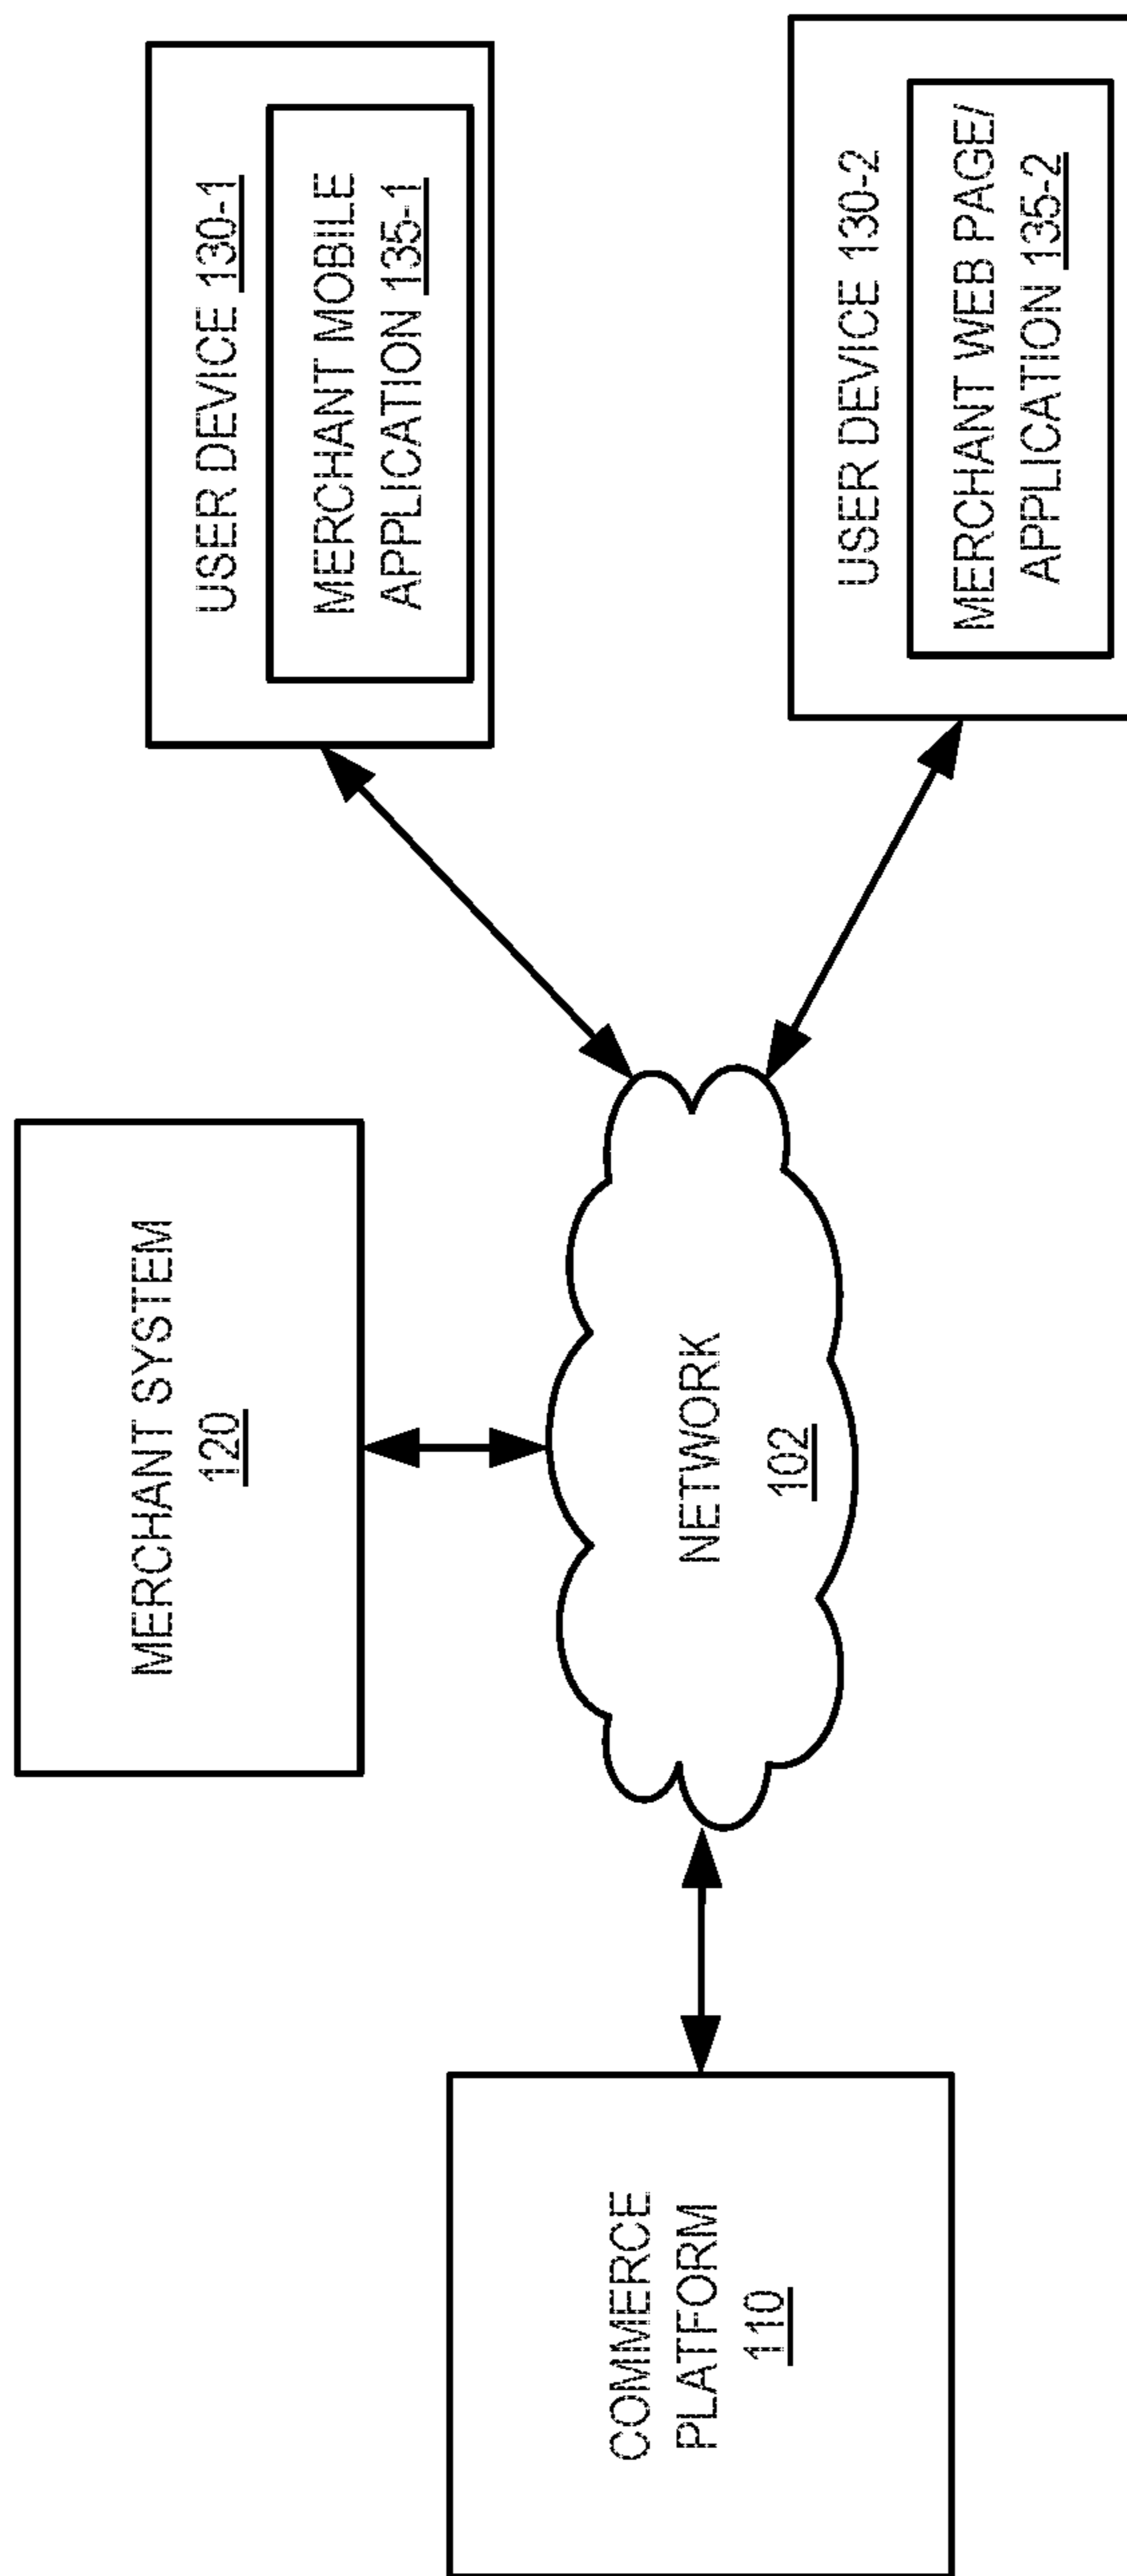 MERCHANT SYSTEM
120
USER DEVICE 130-1
MERCHANT MOBILE
APPLICATION 135-1
NETWORK
102
COMMERCE
PLATFORM
110
USER DEVICE 130-2
MERCHANT WEB PAGE/
APPLICATION 135-2